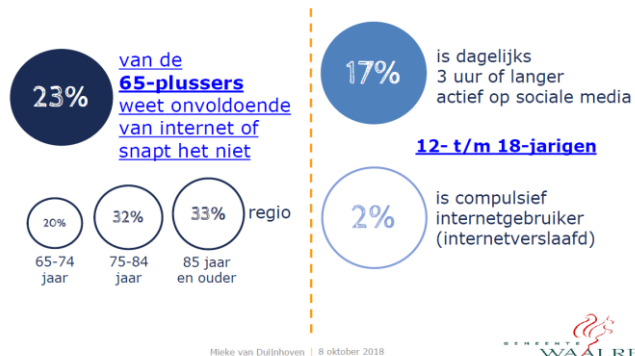 23%
van de
65-plussers
weet onvoldoende
van internet of
snapt het niet
20%
32%
33%
regio
65-74
jaar
75-84
jaar
85 jaar
en ouder
17%
is dagelijks
3 uur of langer
actief op sociale media
12- t/m 18-jarigen
2%
is compulsief
internetgebruiker
(internetverslaafd)
Mieke van Duijnhoven | 8 oktober 2018
GEMEENTE
WAALRE